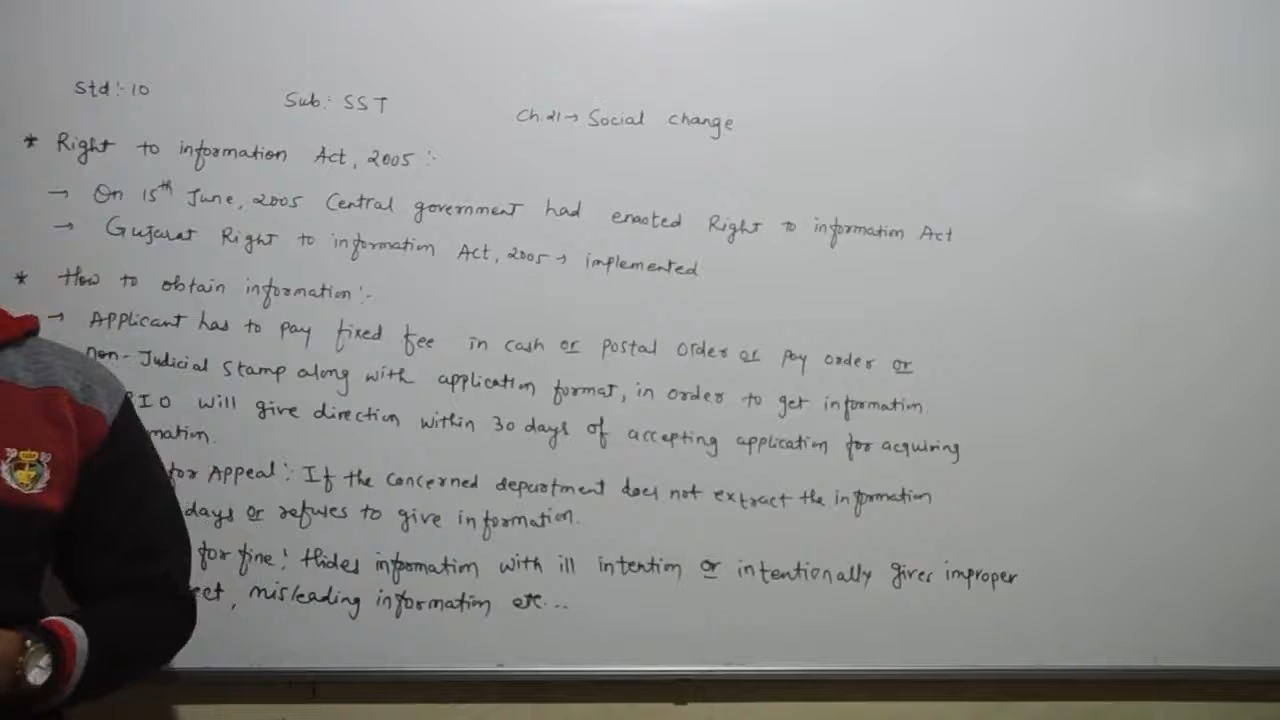 Std:- 10
Sub:- SST
Ch.21→ Social change
* Right to information Act, 2005 :-
→ On 15th June, 2005 Central government had enacted Right to information Act
→ Gujarat Right to information Act, 2005 → implemented
* How to obtain information:-
→ Applicant has to pay fixed fee in cash or postal order or pay order or
non-Judicial Stamp along with application format, in order to get information
PIO will give direction within 30 days of accepting application for acquiring
mation.
for Appeal: If the concerned department does not extract the information
days or refuses to give information.
for fine: Hides information with ill intention or intentionally gives improper
ect, misleading information etc...